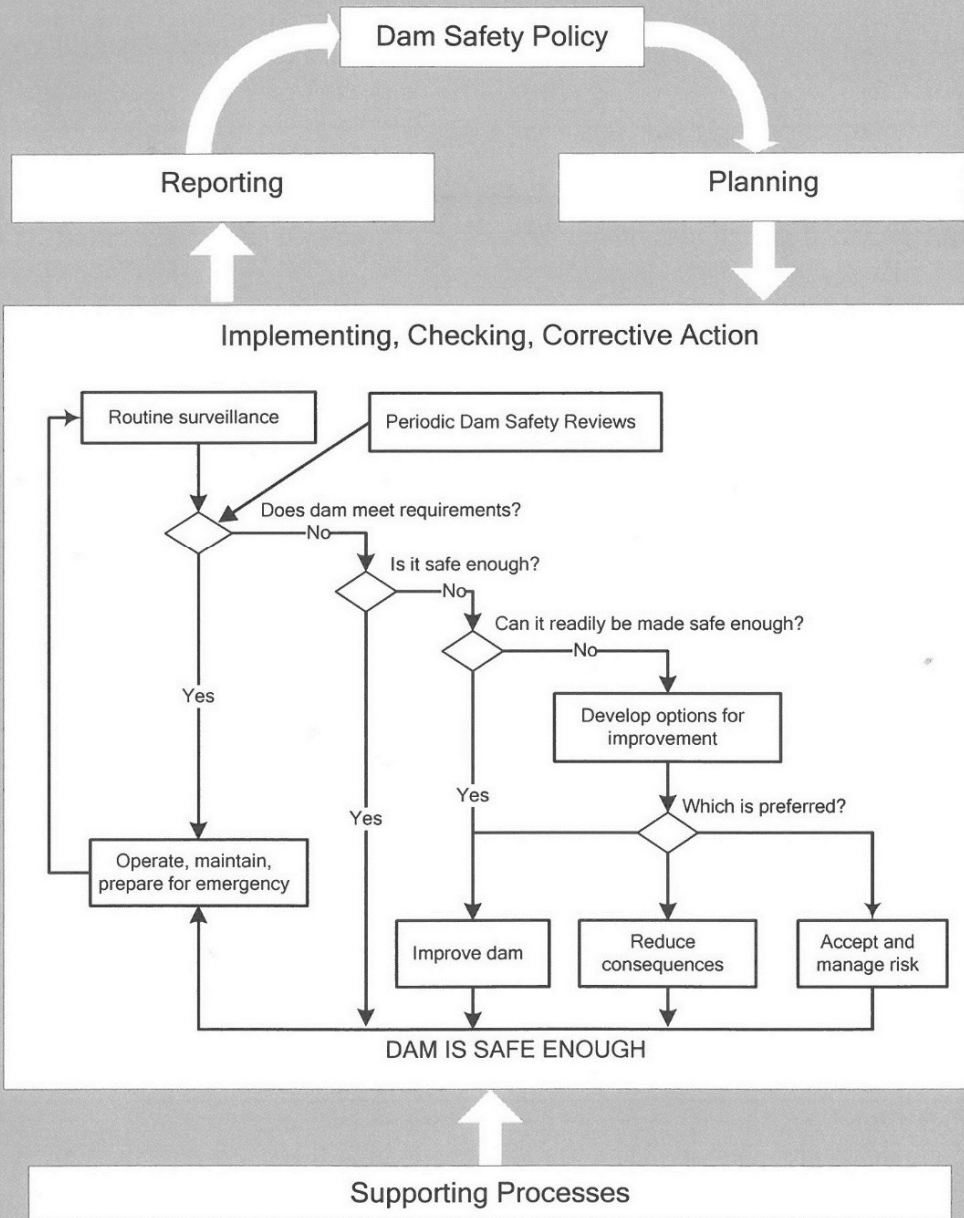 Dam Safety Policy
Reporting
Planning
Implementing, Checking, Corrective Action
Routine surveillance
Periodic Dam Safety Reviews
Does dam meet requirements?
No
Is it safe enough?
No
Can it readily be made safe enough?
No
Yes
Develop options for
improvement
Yes
Yes
Which is preferred?
Operate, maintain,
prepare for emergency
Improve dam
Reduce
consequences
Accept and
manage risk
DAM IS SAFE ENOUGH
Supporting Processes